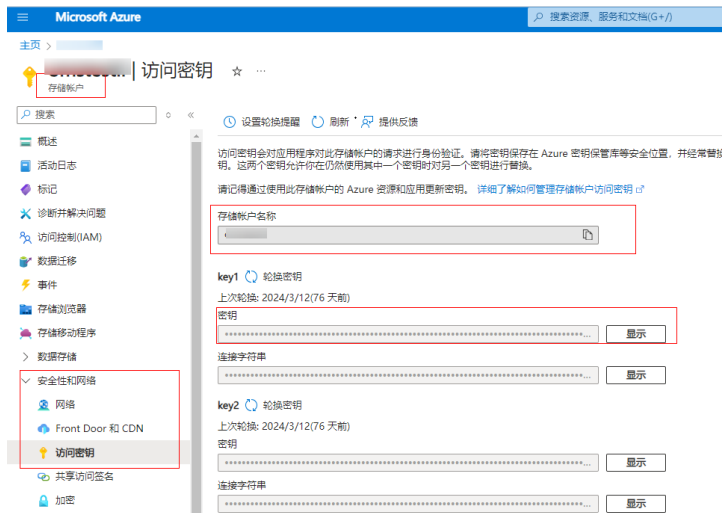 Microsoft Azure
搜索资源、服务和文档(G+/)
主页 >
| 访问密钥 ☆ ···
存储帐户
搜索
«
设置轮换提醒 刷新 提供反馈
概述
活动日志
标记
诊断并解决问题
访问控制(IAM)
数据迁移
事件
存储浏览器
存储移动程序
数据存储
安全性和网络
网络
Front Door 和 CDN
访问密钥
共享访问签名
加密
访问密钥会对应用程序对此存储帐户的请求进行身份验证。请将密钥保存在 Azure 密钥保管库等安全位置，并经常替换
钥。这两个密钥允许你在仍然使用其中一个密钥时对另一个密钥进行替换。
请记得通过使用此存储帐户的 Azure 资源和应用更新密钥。 详细了解如何管理存储帐户访问密钥
存储帐户名称
key1 轮换密钥
上次轮换: 2024/3/12(76 天前)
密钥
显示
连接字符串
显示
key2 轮换密钥
上次轮换: 2024/3/12(76 天前)
密钥
显示
连接字符串
显示